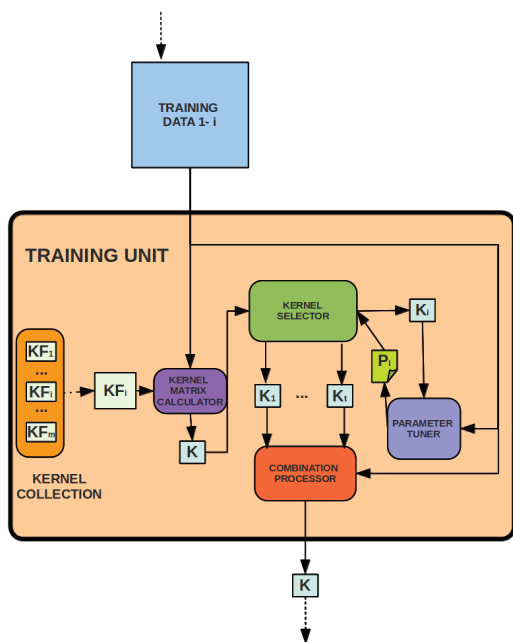 TRAINING
DATA 1- i
TRAINING UNIT
KERNEL
SELECTOR
Ki
KF1
...
KFi
...
KFm
KFi
KERNEL
MATRIX
CALCULATOR
Pi
K1 ... Kt
PARAMETER
TUNER
K
KERNEL
COLLECTION
COMBINATION
PROCESSOR
K